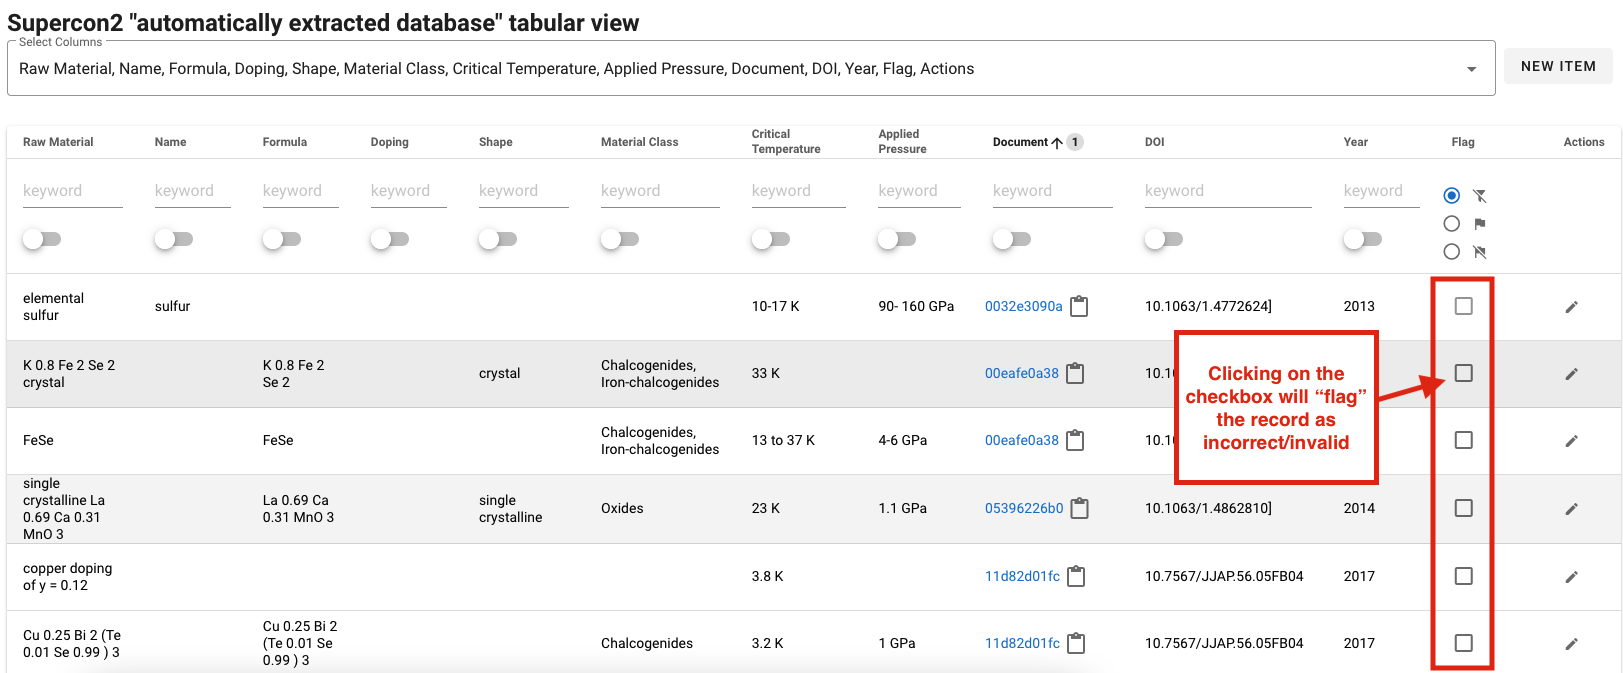 Supercon2 "automatically extracted database" tabular view
Select Columns
Raw Material, Name, Formula, Doping, Shape, Material Class, Critical Temperature, Applied Pressure, Document, DOI, Year, Flag, Actions
NEW ITEM
Raw Material Name Formula Doping Shape Material Class Critical Temperature Applied Pressure Document 1 DOI Year Flag Actions
keyword keyword keyword keyword keyword keyword keyword keyword keyword keyword keyword
elemental
sulfur
sulfur
10-17 K
90- 160 GPa
0032e3090a
10.1063/1.4772624]
2013
K 0.8 Fe 2 Se 2
crystal
K 0.8 Fe 2
Se 2
crystal
Chalcogenides,
Iron-chalcogenides
33 K
00eafe0a38
10.10
FeSe
FeSe
Chalcogenides,
Iron-chalcogenides
13 to 37 K
4-6 GPa
00eafe0a38
10.10
Clicking on the
checkbox will “flag”
the record as
incorrect/invalid
single
crystalline La
0.69 Ca 0.31
MnO 3
La 0.69 Ca
0.31 MnO 3
single
crystalline
Oxides
23 K
1.1 GPa
05396226b0
10.1063/1.4862810]
2014
copper doping
of y = 0.12
3.8 K
11d82d01fc
10.7567/JJAP.56.05FB04
2017
Cu 0.25 Bi 2 (Te
0.01 Se 0.99 ) 3
Cu 0.25 Bi 2
(Te 0.01 Se
0.99 ) 3
Chalcogenides
3.2 K
1 GPa
11d82d01fc
10.7567/JJAP.56.05FB04
2017